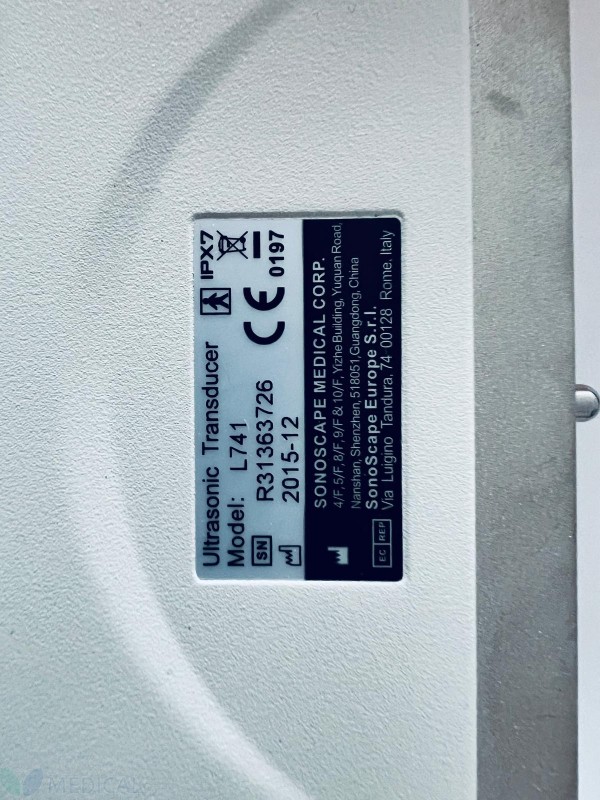 Ultrasonic Transducer
Model: L741
IPX7
SN R31363726
2015-12
CE 0197
SONOSCAPE MEDICAL CORP.
4/F,5/F,8/F,9/F & 10/F, Yizhe Building, Yuquan Road,
Nanshan, Shenzhen, 518051,Guangdong, China
EC REP SonoScape Europe S.r.l.
Via Luigino Tandura, 74 00128 Rome, Italy